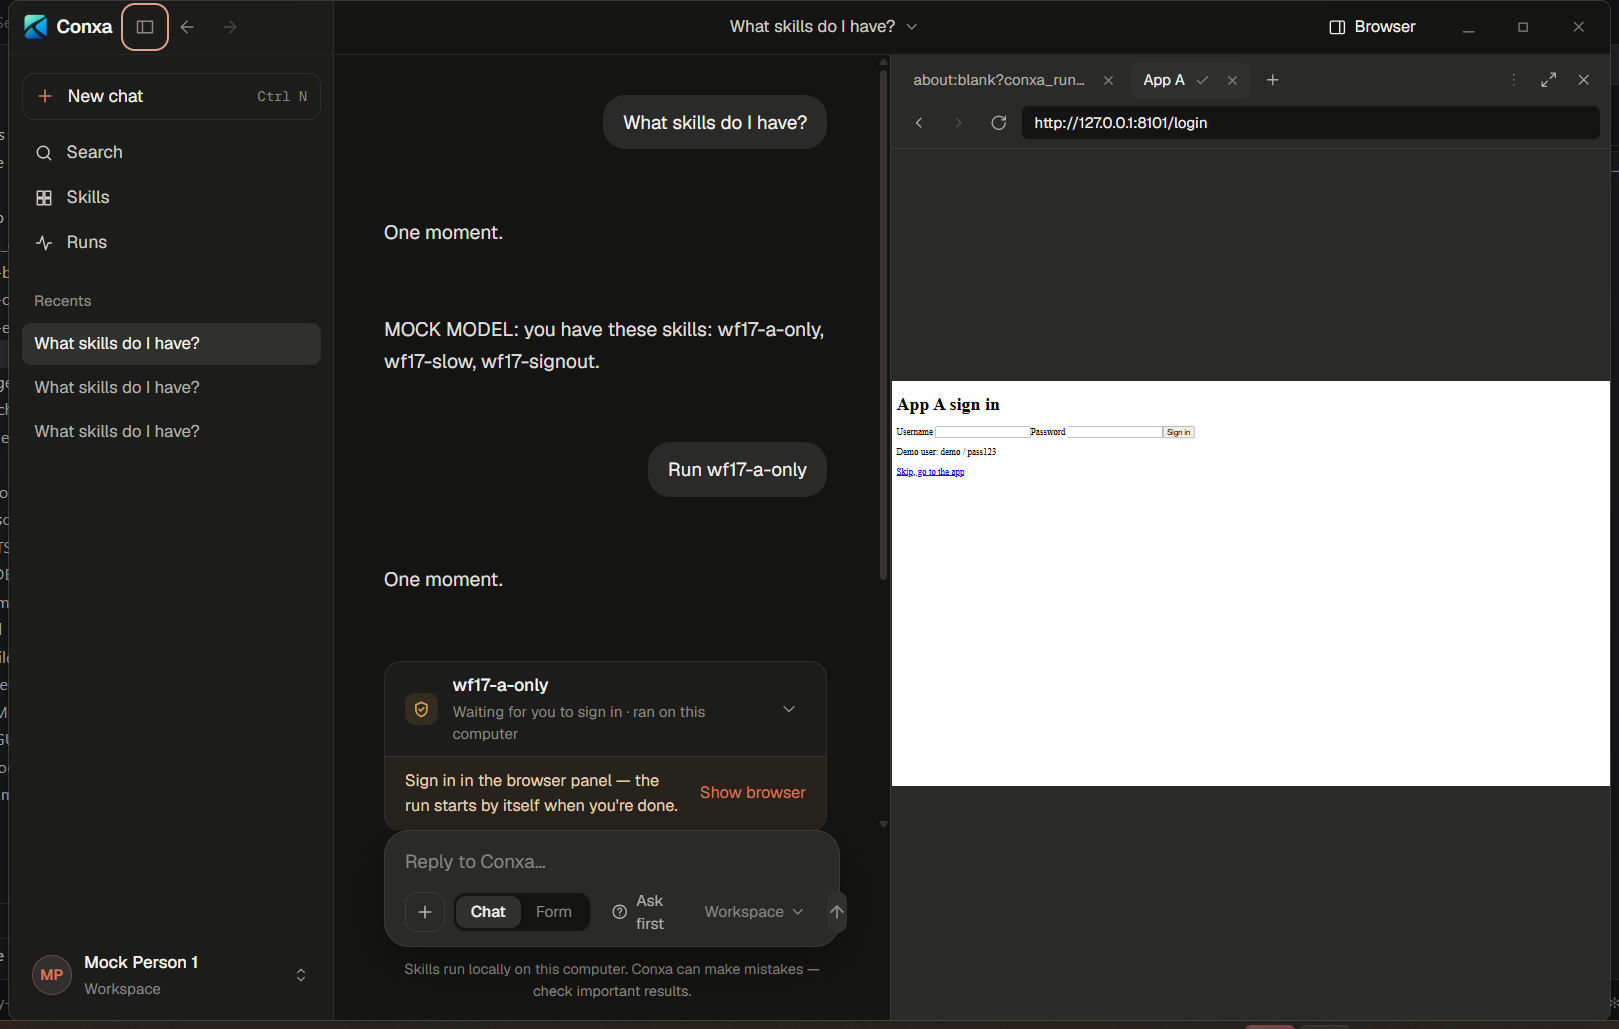 Conxa
What skills do I have?
Browser
New chat
Ctrl N
Search
Skills
Runs
Recents
What skills do I have?
What skills do I have?
What skills do I have?
Mock Person 1
MP
Workspace
What skills do I have?
One moment.
MOCK MODEL: you have these skills: wf17-a-only,
wf17-slow, wf17-signout.
Run wf17-a-only
One moment.
wf17-a-only
Waiting for you to sign in · ran on this
computer
Sign in in the browser panel — the
run starts by itself when you're done.
Show browser
Reply to Conxa...
Chat
Form
Ask
first
Workspace
Skills run locally on this computer. Conxa can make mistakes —
check important results.
about:blank?conxa_run...
App A
http://127.0.0.1:8101/login
App A sign in
Username Password Sign in
Demo user: demo / pass123
Skip, go to the app